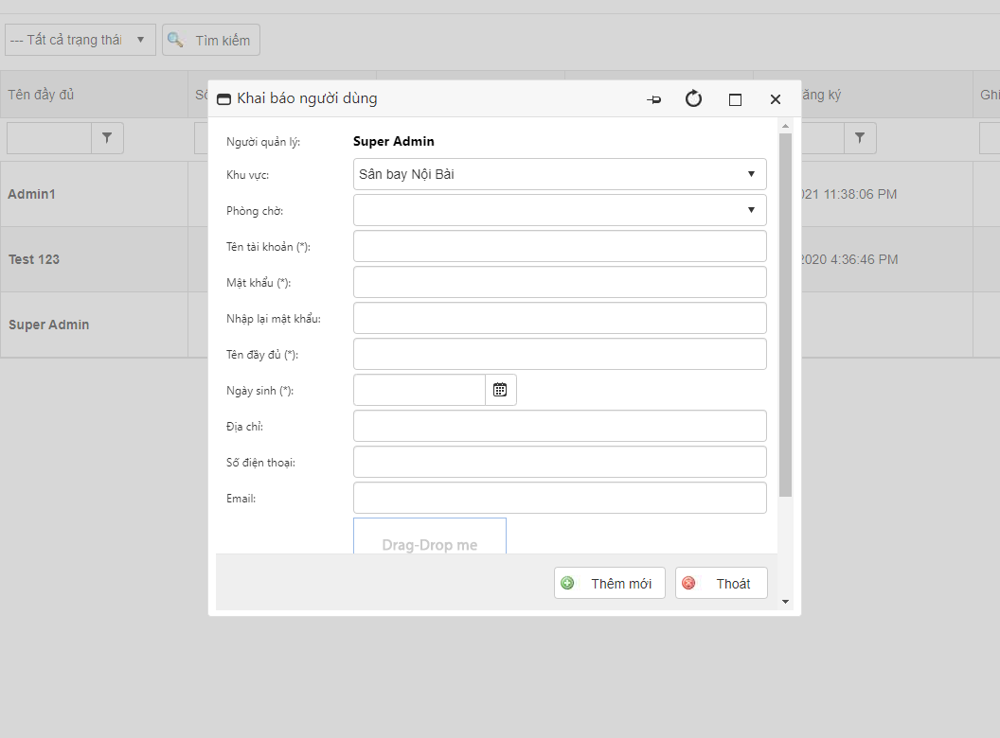 --- Tất cả trạng thái
Tìm kiếm
Tên đầy đủ
Khai báo người dùng
Người quản lý:
Super Admin
Khu vực:
Sân bay Nội Bài
Phòng chờ:
Tên tài khoản (*):
Mật khẩu (*):
Nhập lại mật khẩu:
Tên đầy đủ (*):
Ngày sinh (*):
Địa chỉ:
Số điện thoại:
Email:
Drag-Drop me
Thêm mới
Thoát
ăng ký
Admin1
021 11:38:06 PM
Test 123
2020 4:36:46 PM
Super Admin